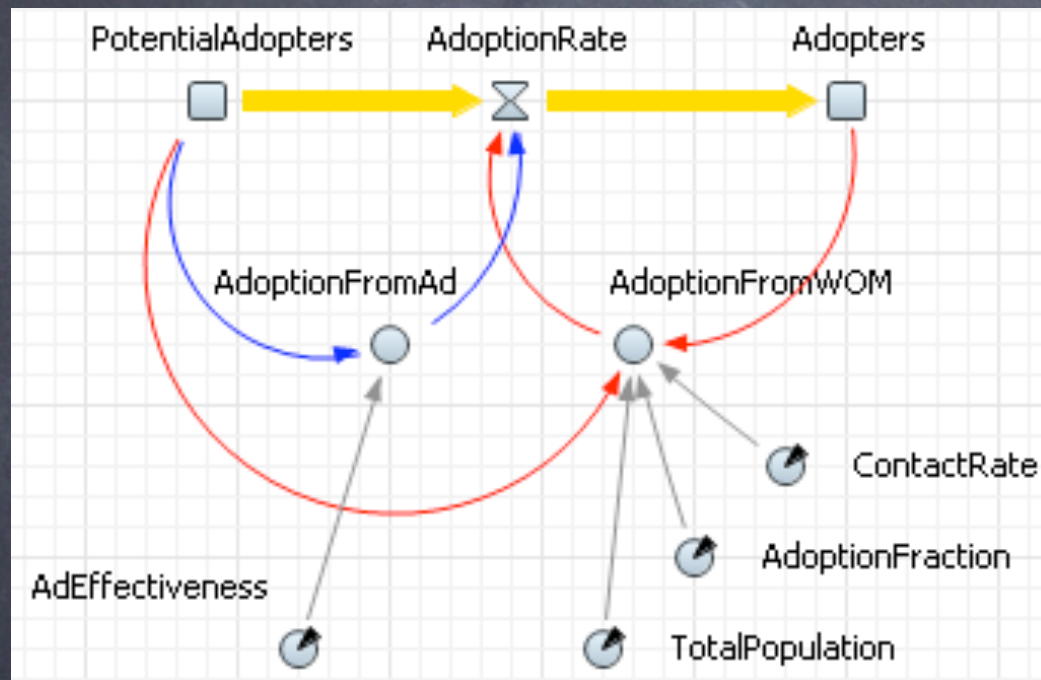 PotentialAdopters
AdoptionRate
Adopters
AdoptionFromAd
AdoptionFromWOM
ContactRate
AdoptionFraction
AdEffectiveness
TotalPopulation